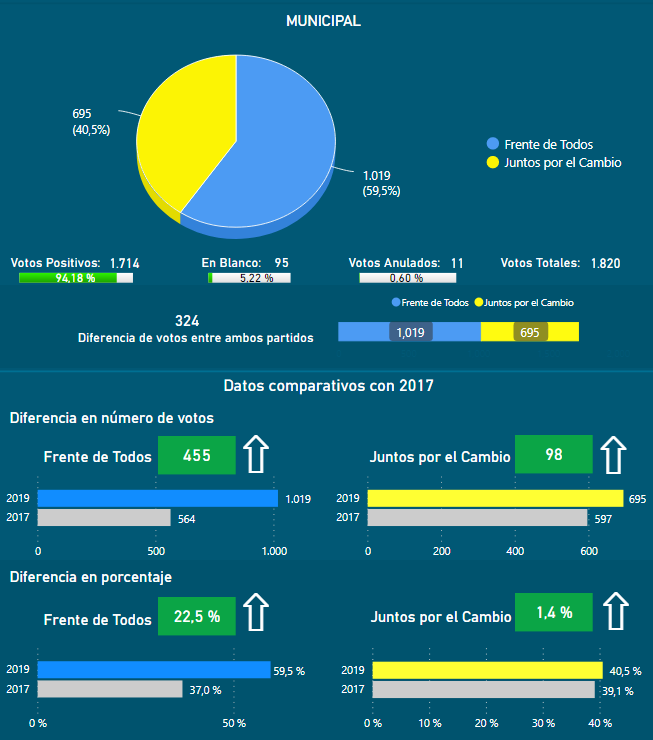 MUNICIPAL
695
(40,5%)
1.019
(59,5%)
Frente de Todos
Juntos por el Cambio
Votos Positivos: 1.714
94,18 %
En Blanco: 95
5.22 %
Votos Anulados: 11
0.60 %
Votos Totales: 1.820
Frente de Todos Juntos por el Cambio
324
Diferencia de votos entre ambos partidos
1,019 695
Datos comparativos con 2017
Diferencia en número de votos
Frente de Todos 455
2019 1.019
2017 564
0 500 1.000
Juntos por el Cambio 98
2019 695
2017 597
0 200 400 600
Diferencia en porcentaje
Frente de Todos 22,5 %
2019 59,5 %
2017 37,0 %
0 % 50 %
Juntos por el Cambio 1,4 %
2019 40,5 %
2017 39,1 %
0 % 10 % 20 % 30 % 40 %